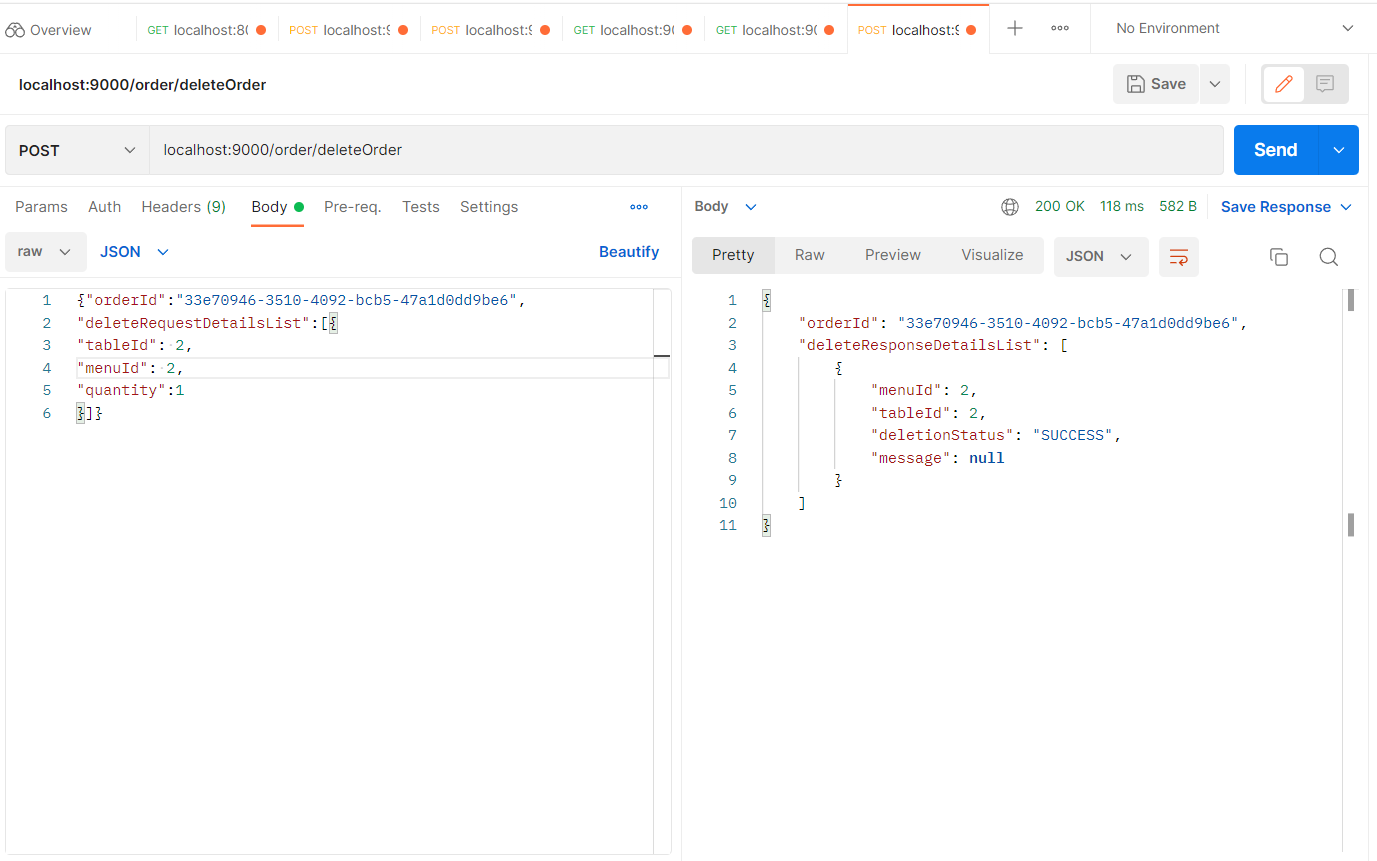 Overview
GET localhost:80
POST localhost:9
POST localhost:9
GET localhost:90
GET localhost:90
POST localhost:9
No Environment
localhost:9000/order/deleteOrder
Save
POST
localhost:9000/order/deleteOrder
Send
Params Auth Headers (9) Body Pre-req. Tests Settings
raw JSON Beautify
1 {"orderId":"33e70946-3510-4092-bcb5-47a1d0dd9be6",
2 "deleteRequestDetailsList":[{
3 "tableId": 2,
4 "menuId": 2,
5 "quantity":1
6 }]}
Body 200 OK 118 ms 582 B Save Response
Pretty Raw Preview Visualize JSON
1 {
2 "orderId": "33e70946-3510-4092-bcb5-47a1d0dd9be6",
3 "deleteResponseDetailsList": [
4 {
5 "menuId": 2,
6 "tableId": 2,
7 "deletionStatus": "SUCCESS",
8 "message": null
9 }
10 ]
11 }